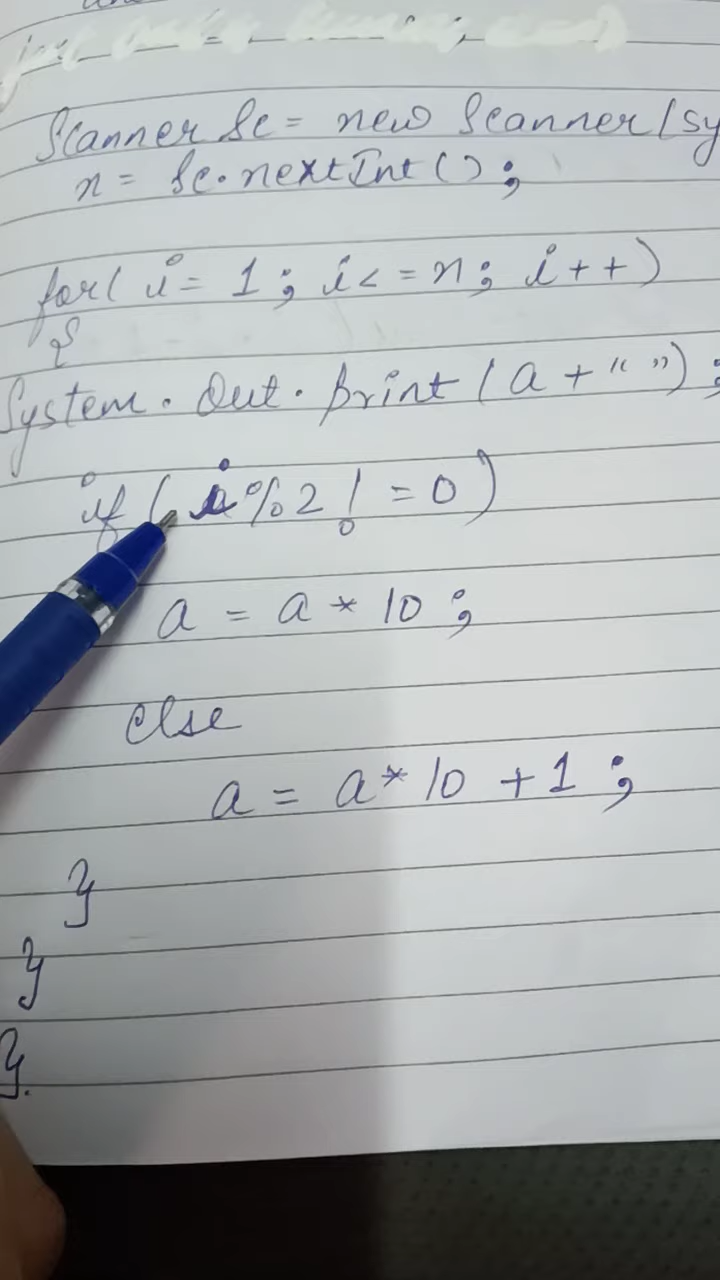 Scanner Sc = new Scanner(Sy
n = Sc.nextInt();
for( i = 1; i< = n; i++)
{
System.out.print(a+" ");
if( i%2! = 0)
a = a * 10;
else
a = a*10 +1;
}
}
}